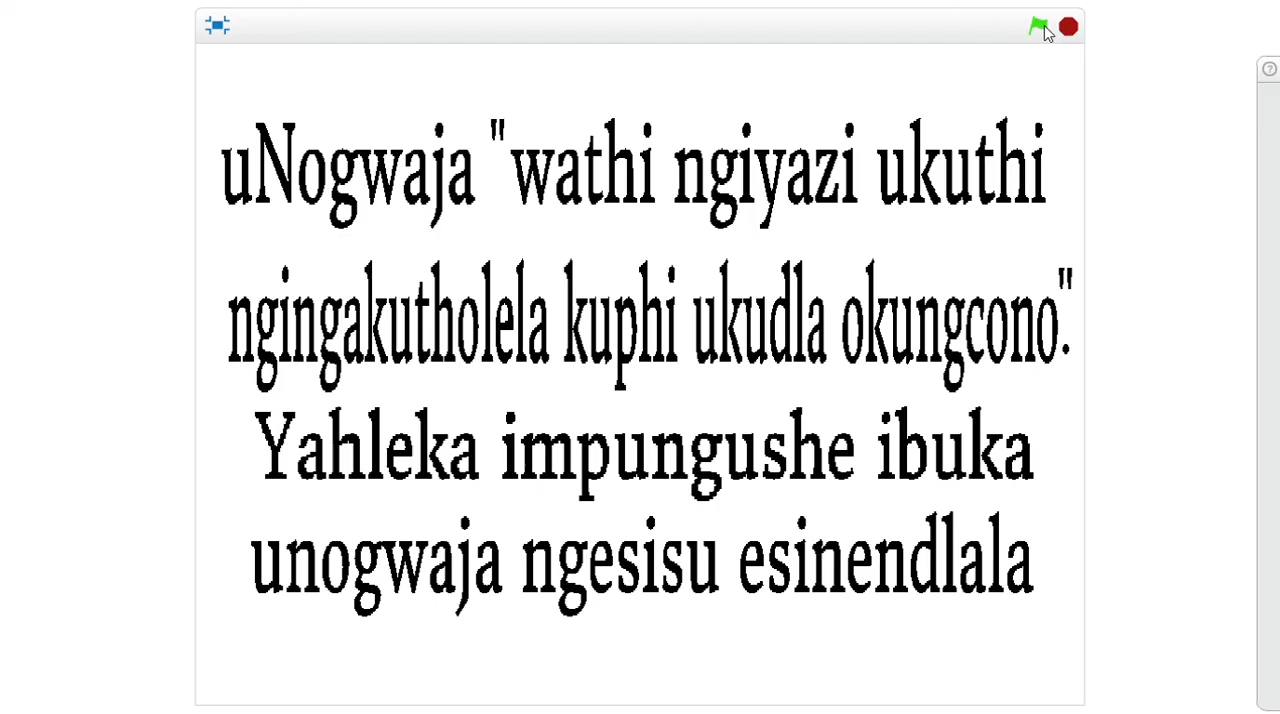 uNogwaja "wathi ngiyazi ukuthi
ngingakutholela kuphi ukudla okungcono."
Yahleka impungushe ibuka
unogwaja ngesisu esinendlala